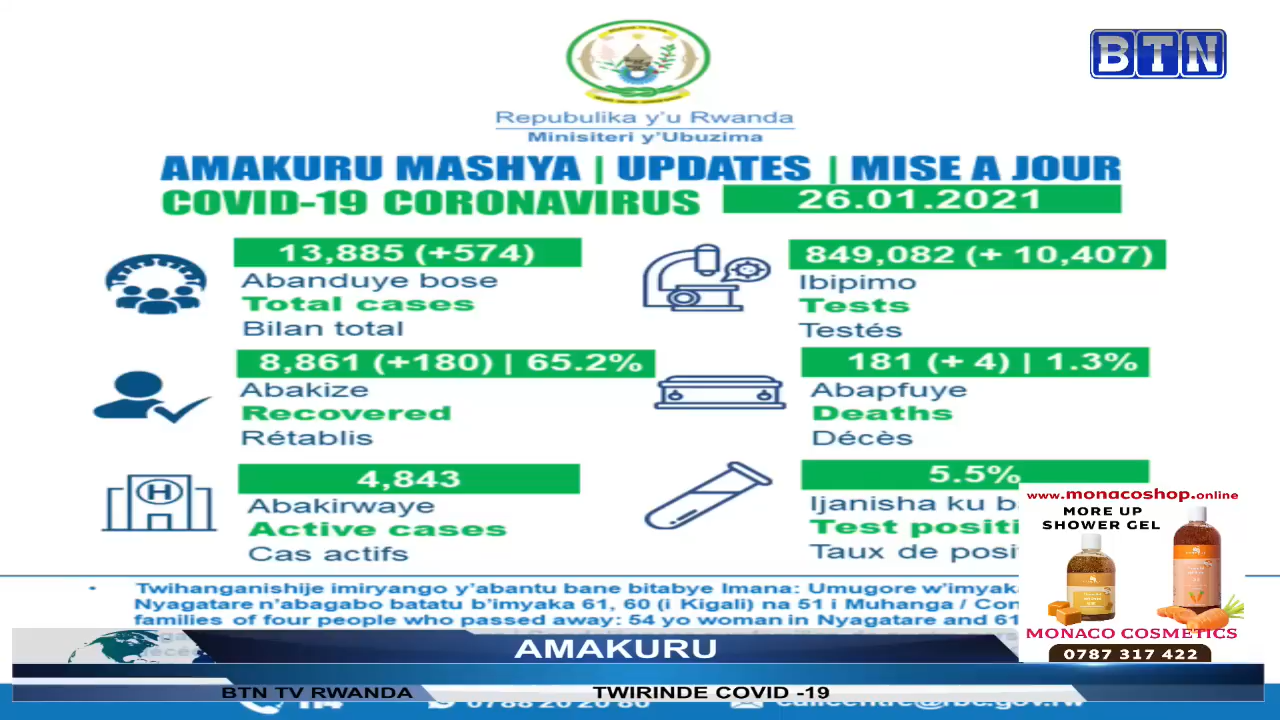 BTN
Repubulika y'u Rwanda
Minisiteri y'Ubuzima
AMAKURU MASHYA | UPDATES | MISE A JOUR
COVID-19 CORONAVIRUS 26.01.2021
13,885 (+574)
Abanduye bose
Total cases
Bilan total
849,082 (+ 10,407)
Ibipimo
Tests
Testés
8,861 (+180) | 65.2%
Abakize
Recovered
Rétablis
181 (+ 4) | 1.3%
Abapfuye
Deaths
Décès
4,843
Abakirwaye
Active cases
Cas actifs
5.5%
Ijanisha ku
Test
Taux de
www.monacoshop.online
MORE UP
SHOWER GEL
MONACO COSMETICS
0787 317 422
• Twihanganishije imiryango y'abantu bane bitabye Imana: Umugore
Nyagatare n'abagabo batatu b'imyaka 61, 60 (i Kigali) na 51 i Muhanga /
families of four people who passed away: 54 yo woman in Nyagatare and 61
AMAKURU
BTN TV RWANDA TWIRINDE COVID -19